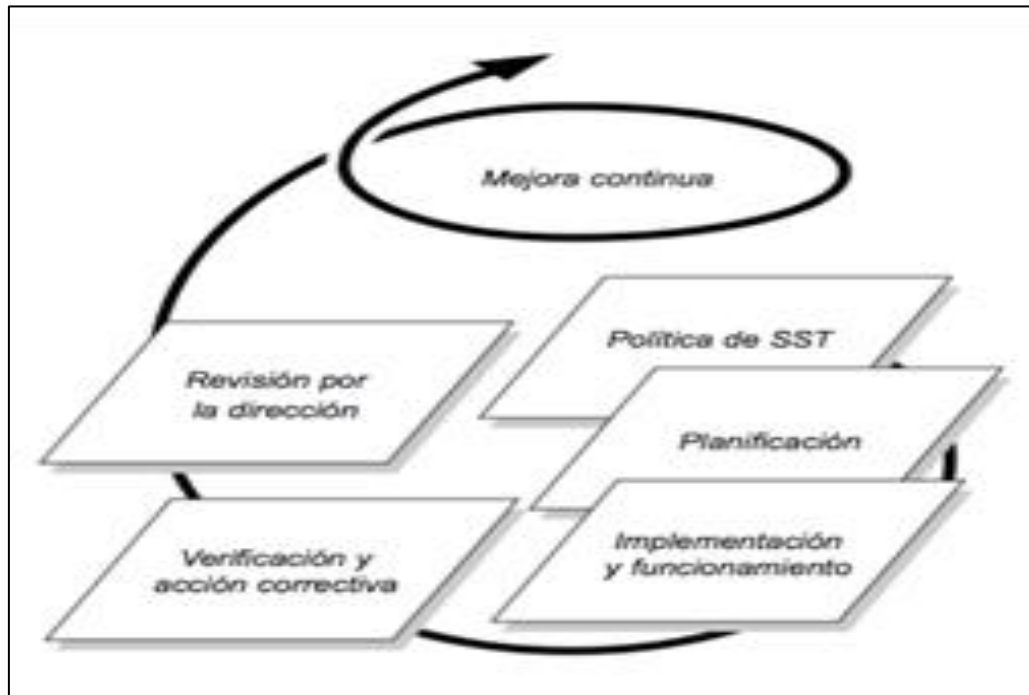 Mejora continua
Política de SST
Planificación
Implementación
y funcionamiento
Verificación y
acción correctiva
Revisión por
la dirección